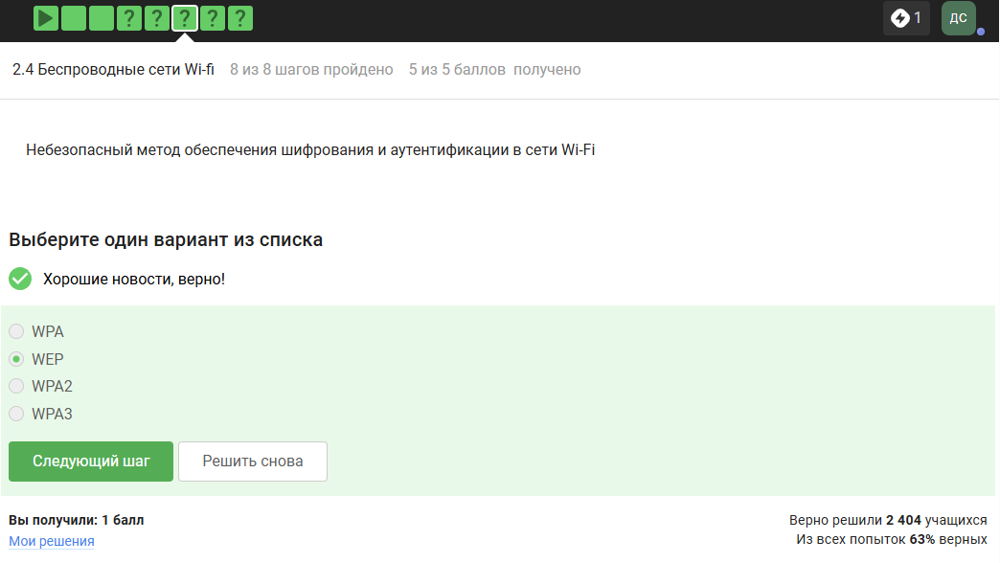 ? ? ? ? ?
1
ДС
2.4 Беспроводные сети Wi-fi 8 из 8 шагов пройдено 5 из 5 баллов получено
Небезопасный метод обеспечения шифрования и аутентификации в сети Wi-Fi
Выберите один вариант из списка
Хорошие новости, верно!
WPA
WEP
WPA2
WPA3
Следующий шаг Решить снова
Вы получили: 1 балл
Мои решения
Верно решили 2 404 учащихся
Из всех попыток 63% верных